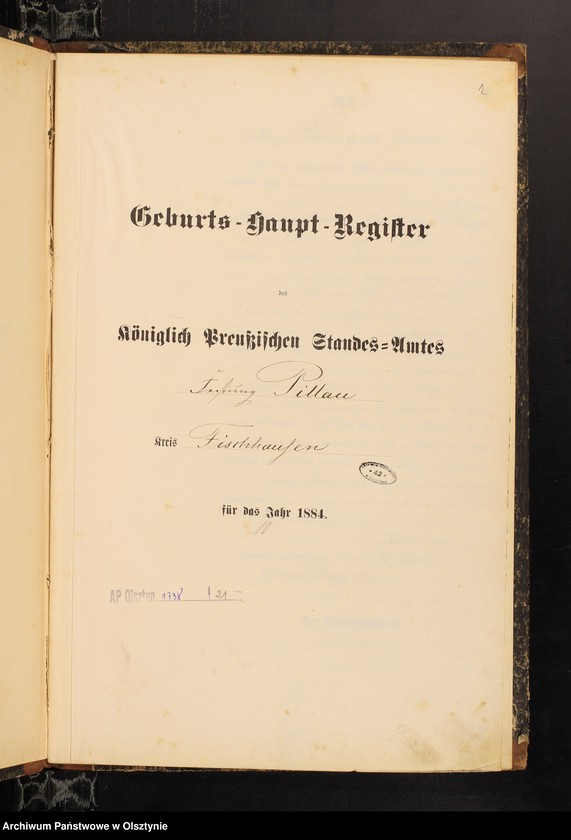 1
Geburts-Haupt-Register
des
Königlich Preußischen Standes-Amtes
Festung Pillau
Kreis Fischhausen
für das Jahr 1884.
AP Olsztyn 1738 21
Archiwum Państwowe w Olsztynie